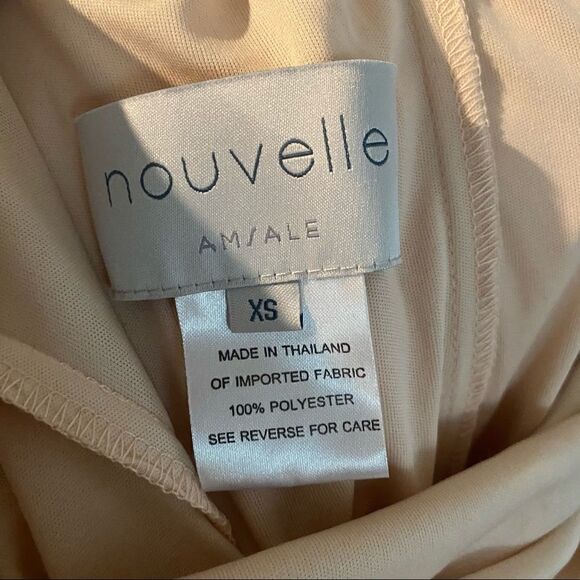 nouvelle
AMSALE
XS
MADE IN THAILAND
OF IMPORTED FABRIC
100% POLYESTER
SEE REVERSE FOR CARE